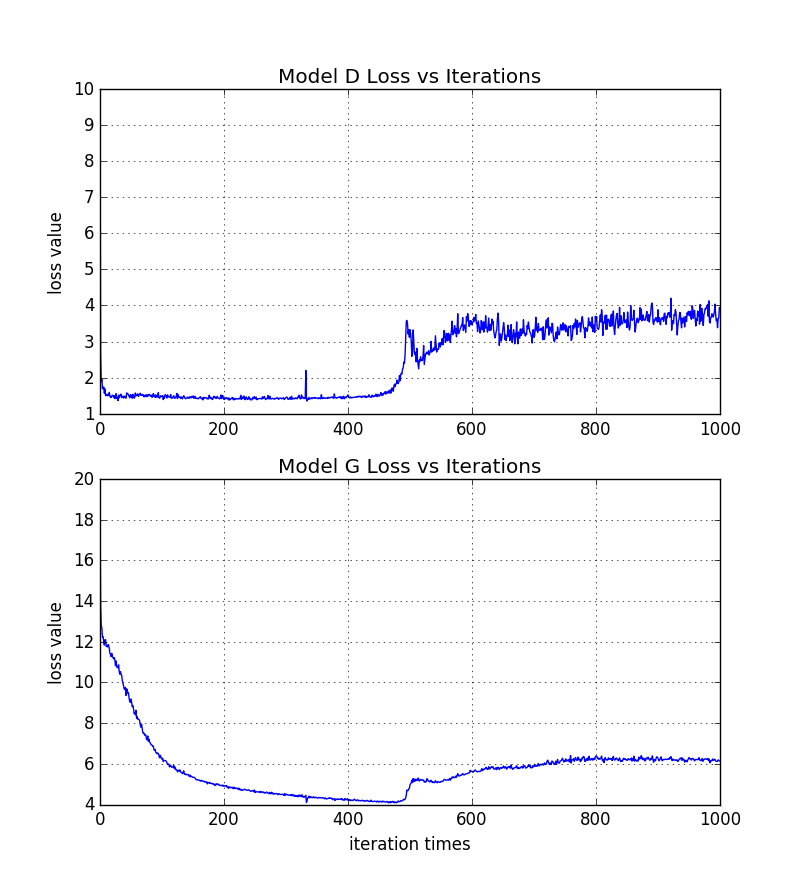 Model D Loss vs Iterations
10
9
8
7
6
5
4
3
2
1
loss value
0 200 400 600 800 1000
Model G Loss vs Iterations
20
18
16
14
12
10
8
6
4
loss value
0 200 400 600 800 1000
iteration times